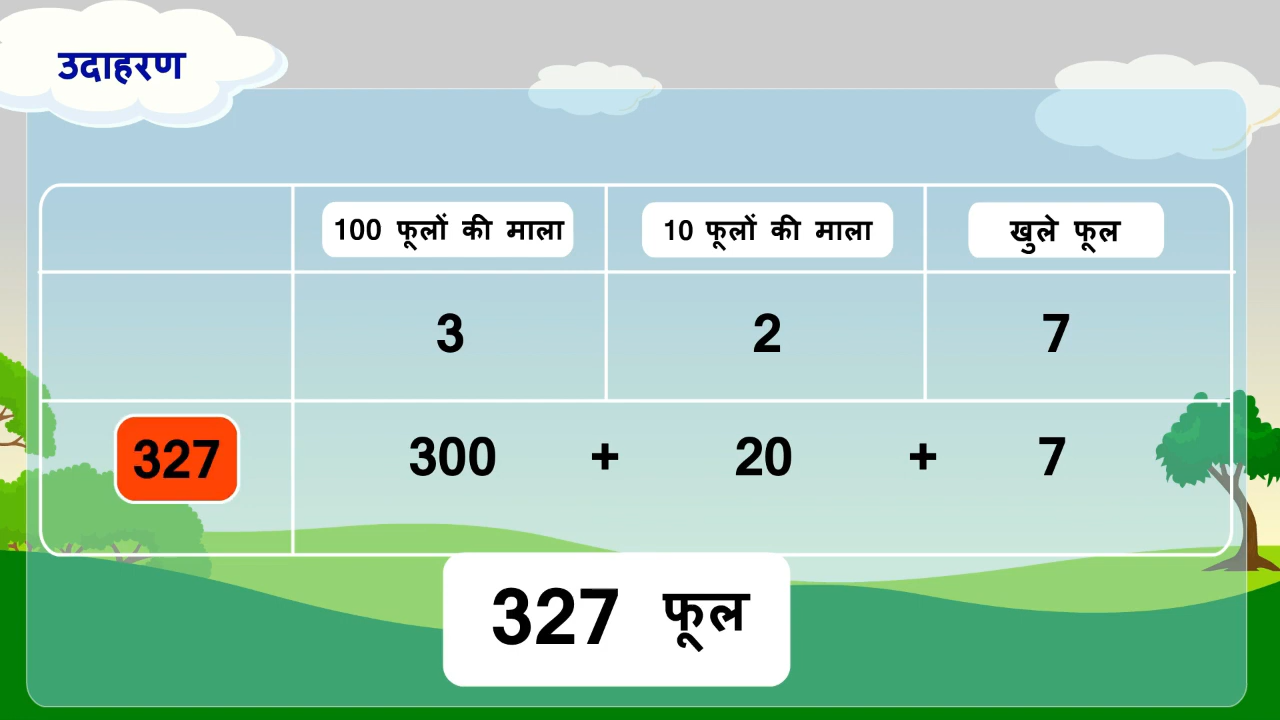 उदाहरण
100 फूलों की माला 10 फूलों की माला खुले फूल
3 2 7
327 300 + 20 + 7
327 फूल